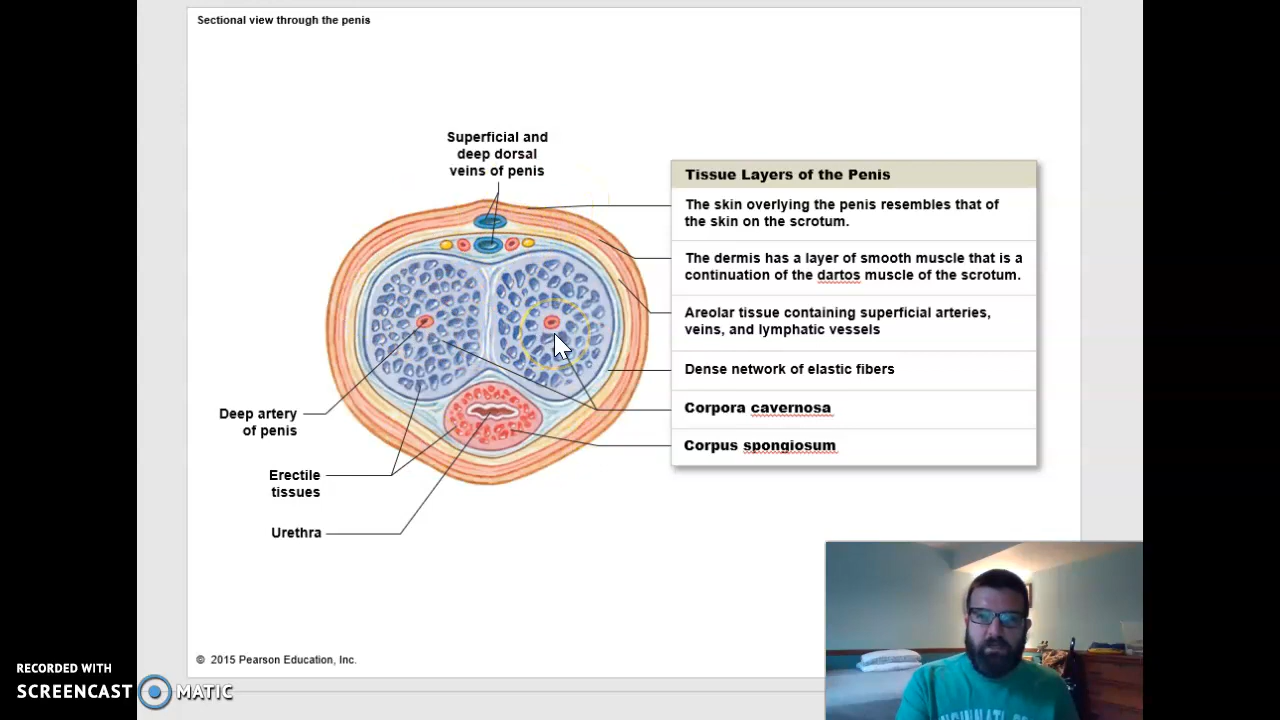 Sectional view through the penis
Superficial and
deep dorsal
veins of penis
Tissue Layers of the Penis
The skin overlying the penis resembles that of
the skin on the scrotum.
The dermis has a layer of smooth muscle that is a
continuation of the dartos muscle of the scrotum.
Areolar tissue containing superficial arteries,
veins, and lymphatic vessels
Dense network of elastic fibers
Corpora cavernosa
Corpus spongiosum
Deep artery
of penis
Erectile
tissues
Urethra
© 2015 Pearson Education, Inc.
RECORDED WITH
SCREENCAST MATIC